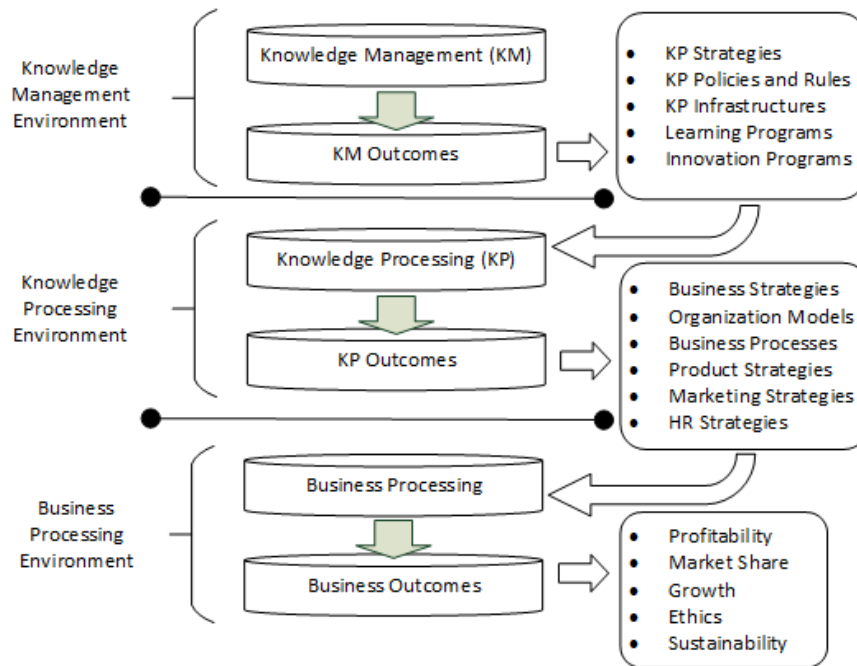 Knowledge
Management
Environment
Knowledge Management (KM)
KM Outcomes
KP Strategies
KP Policies and Rules
KP Infrastructures
Learning Programs
Innovation Programs
Knowledge
Processing
Environment
Knowledge Processing (KP)
KP Outcomes
Business Strategies
Organization Models
Business Processes
Product Strategies
Marketing Strategies
HR Strategies
Business
Processing
Environment
Business Processing
Business Outcomes
Profitability
Market Share
Growth
Ethics
Sustainability